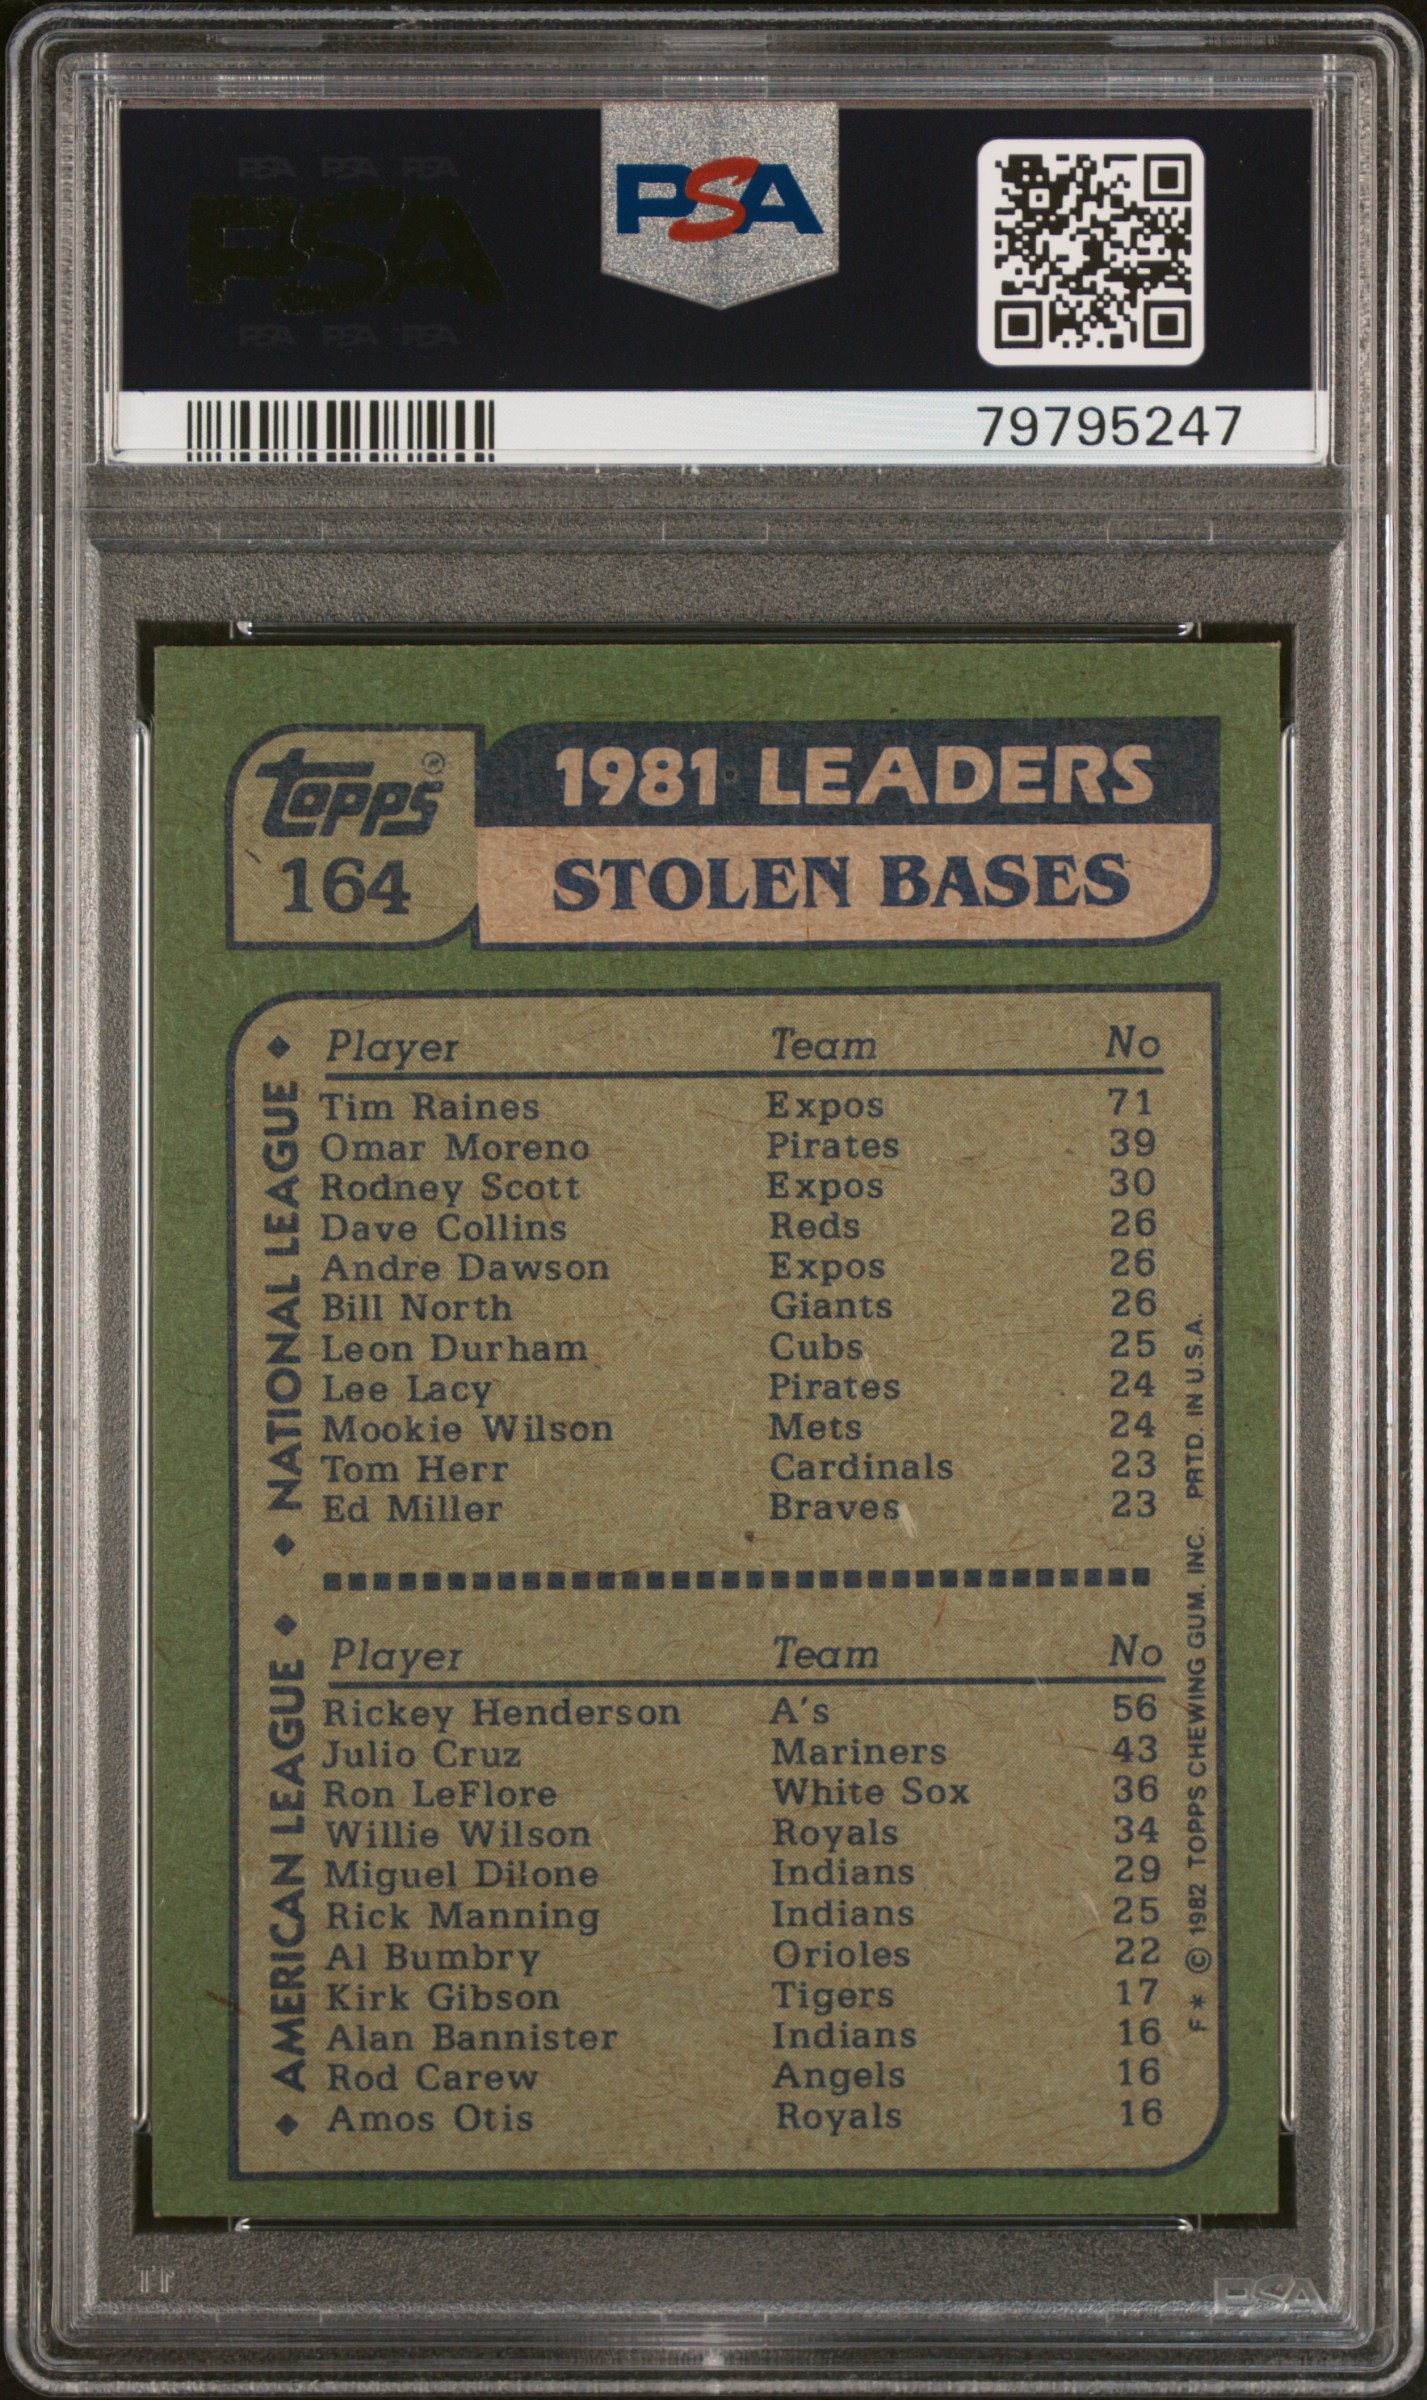 PSA PSA PSA
PSA
PSA PSA PSA
PSA
79795247
Topps®
164
1981 LEADERS
STOLEN BASES
◆ NATIONAL LEAGUE ◆
Player Team No
Tim Raines Expos 71
Omar Moreno Pirates 39
Rodney Scott Expos 30
Dave Collins Reds 26
Andre Dawson Expos 26
Bill North Giants 26
Leon Durham Cubs 25
Lee Lacy Pirates 24
Mookie Wilson Mets 24
Tom Herr Cardinals 23
Ed Miller Braves 23
◆ AMERICAN LEAGUE ◆
Player Team No
Rickey Henderson A's 56
Julio Cruz Mariners 43
Ron LeFlore White Sox 36
Willie Wilson Royals 34
Miguel Dilone Indians 29
Rick Manning Indians 25
Al Bumbry Orioles 22
Kirk Gibson Tigers 17
Alan Bannister Indians 16
Rod Carew Angels 16
Amos Otis Royals 16
F* © 1982 TOPPS CHEWING GUM. INC. PRTD. IN U.S.A.
PSA